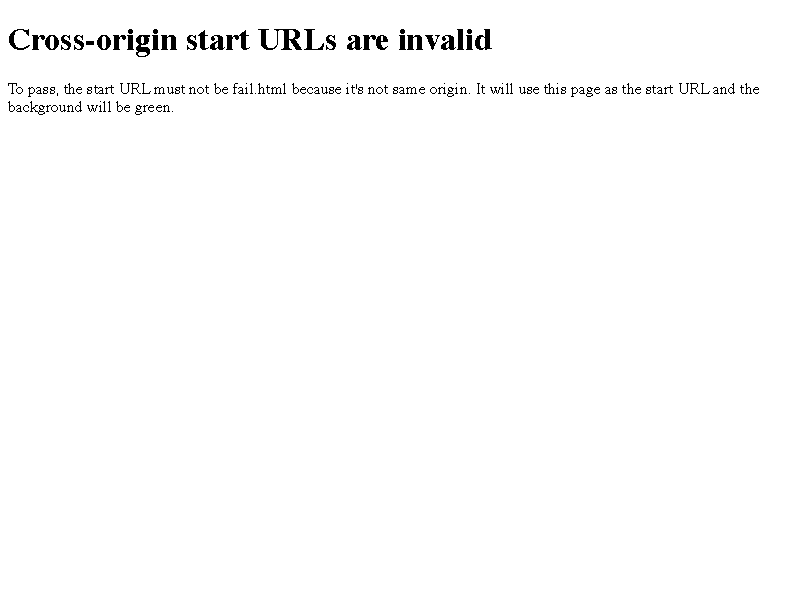 Cross-origin start URLs are invalid
To pass, the start URL must not be fail.html because it's not same origin. It will use this page as the start URL and the
background will be green.